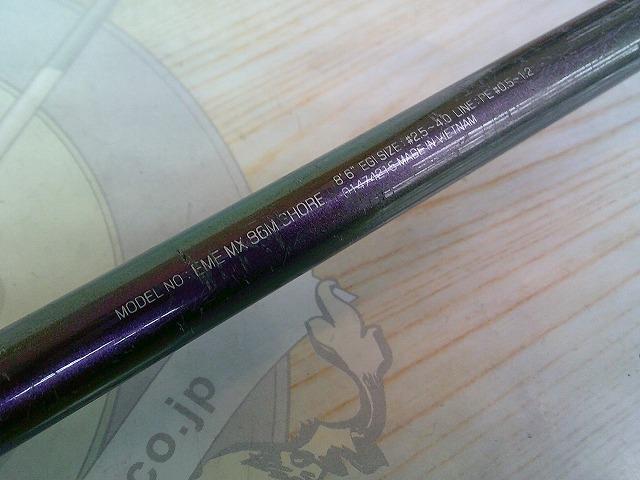 MODEL NO : EME MX 86M SHORE 8'6" EGI SIZE : #2.5~4.0 LINE : PE #0.5~1.2
01474215 MADE IN VIETNAM
co.jp